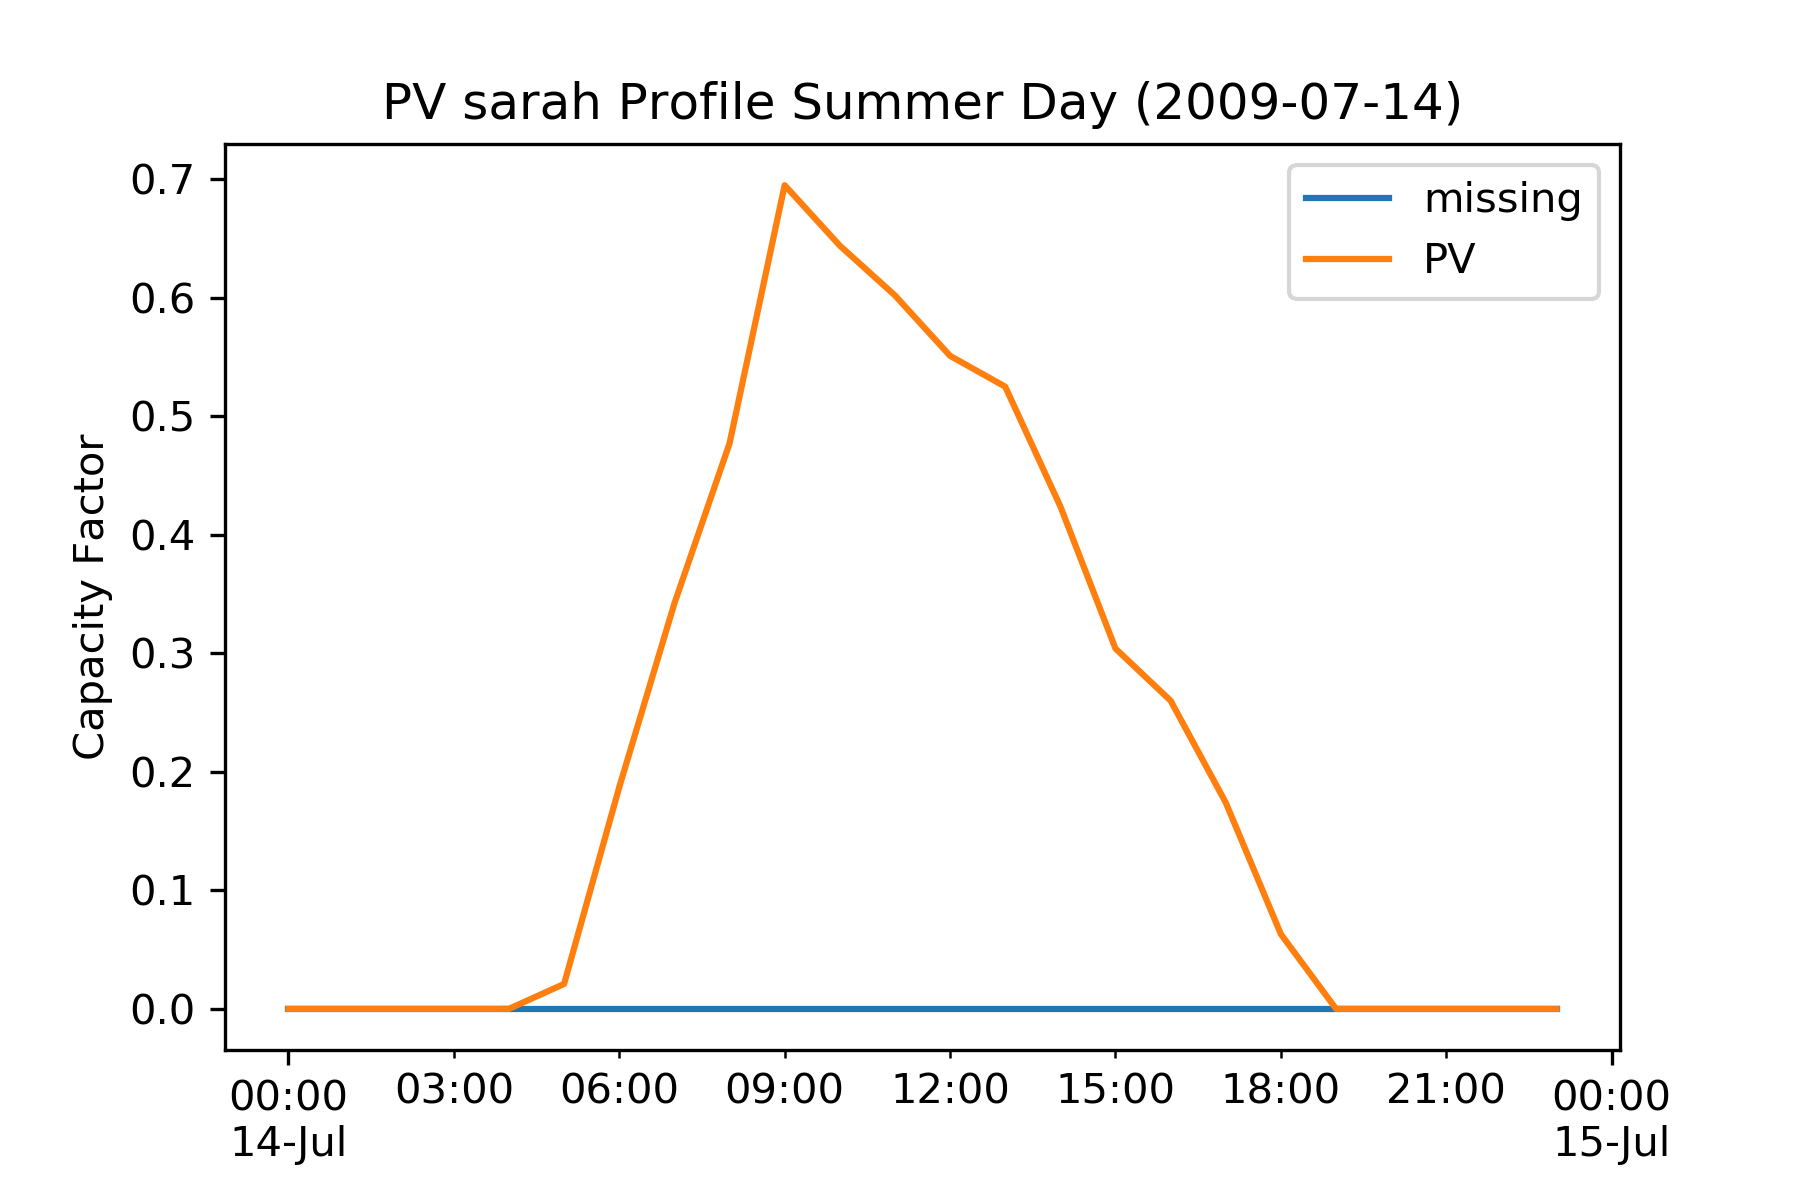 PV sarah Profile Summer Day (2009-07-14)
missing
PV
Capacity Factor
0.7
0.6
0.5
0.4
0.3
0.2
0.1
0.0
00:00 03:00 06:00 09:00 12:00 15:00 18:00 21:00 00:00
14-Jul 15-Jul